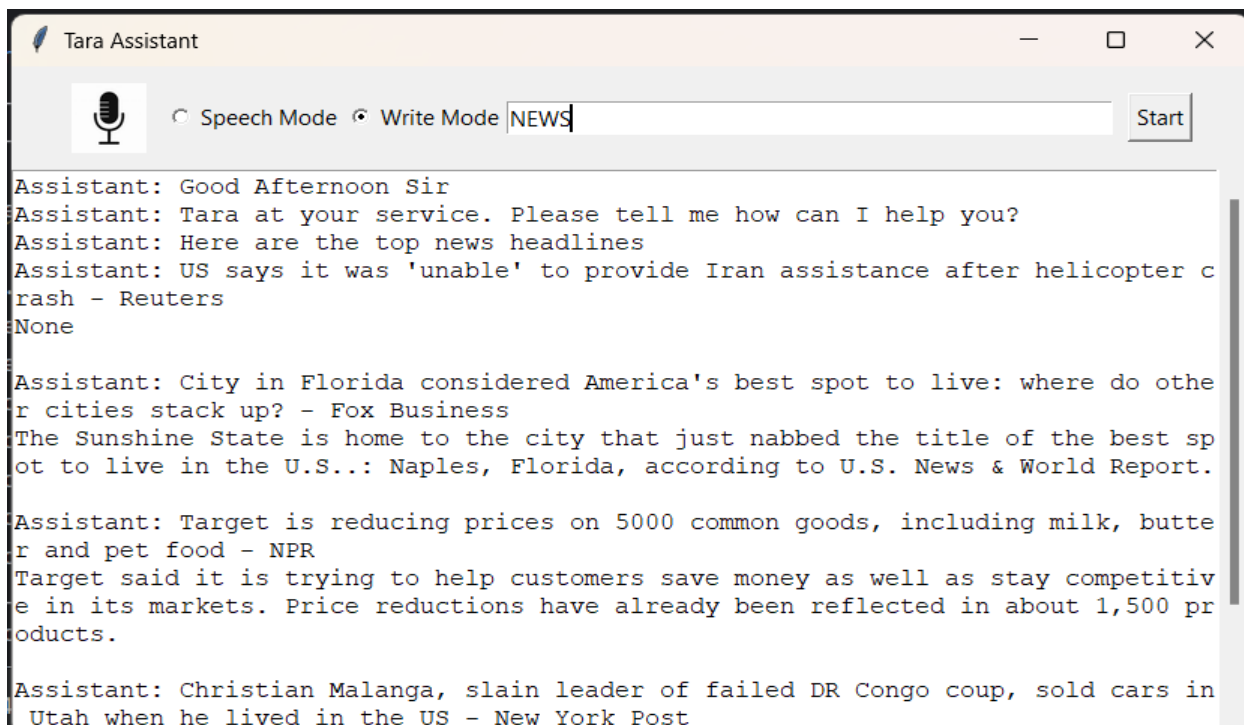 Tara Assistant
Speech Mode Write Mode NEWS Start
Assistant: Good Afternoon Sir
Assistant: Tara at your service. Please tell me how can I help you?
Assistant: Here are the top news headlines
Assistant: US says it was 'unable' to provide Iran assistance after helicopter c
rash – Reuters
None
Assistant: City in Florida considered America's best spot to live: where do othe
r cities stack up? – Fox Business
The Sunshine State is home to the city that just nabbed the title of the best sp
ot to live in the U.S..: Naples, Florida, according to U.S. News & World Report.
Assistant: Target is reducing prices on 5000 common goods, including milk, butte
r and pet food – NPR
Target said it is trying to help customers save money as well as stay competitiv
e in its markets. Price reductions have already been reflected in about 1,500 pr
oducts.
Assistant: Christian Malanga, slain leader of failed DR Congo coup, sold cars in
Utah when he lived in the US – New York Post